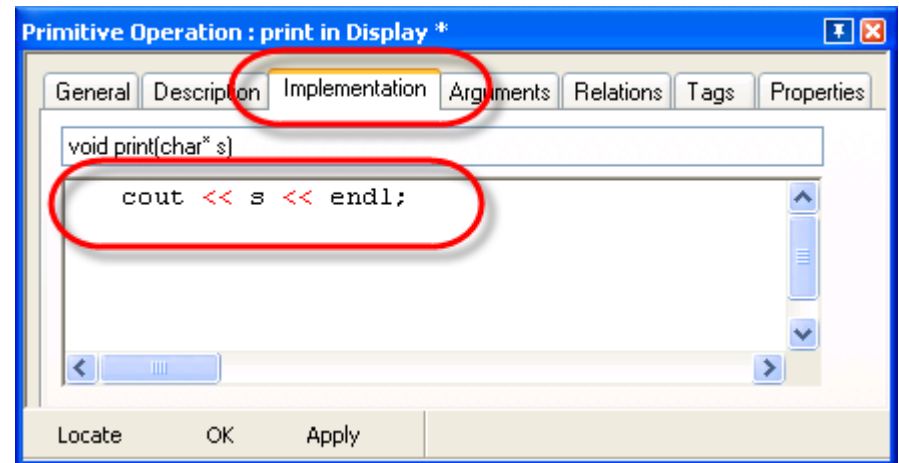 Primitive Operation : print in Display *
General Description Implementation Arguments Relations Tags Properties
void print(char* s)
cout << s << endl;
Locate OK Apply